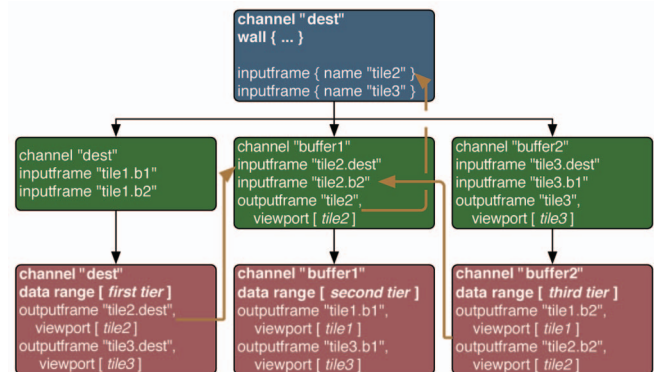 channel "dest"
wall { ... }
inputframe { name "tile2" }
inputframe { name "tile3" }
channel "dest"
inputframe "tile1.b1"
inputframe "tile1.b2"
channel "buffer1"
inputframe "tile2.dest"
inputframe "tile2.b2"
outputframe "tile2",
viewport [ tile2 ]
channel "buffer2"
inputframe "tile3.dest"
inputframe "tile3.b1"
outputframe "tile3",
viewport [ tile3 ]
channel "dest"
data range [ first tier ]
outputframe "tile2.dest",
viewport [ tile2 ]
outputframe "tile3.dest",
viewport [ tile3 ]
channel "buffer1"
data range [ second tier ]
outputframe "tile1.b1",
viewport [ tile1 ]
outputframe "tile3.b1",
viewport [ tile3 ]
channel "buffer2"
data range [ third tier ]
outputframe "tile1.b2",
viewport [ tile1 ]
outputframe "tile2.b2",
viewport [ tile2 ]